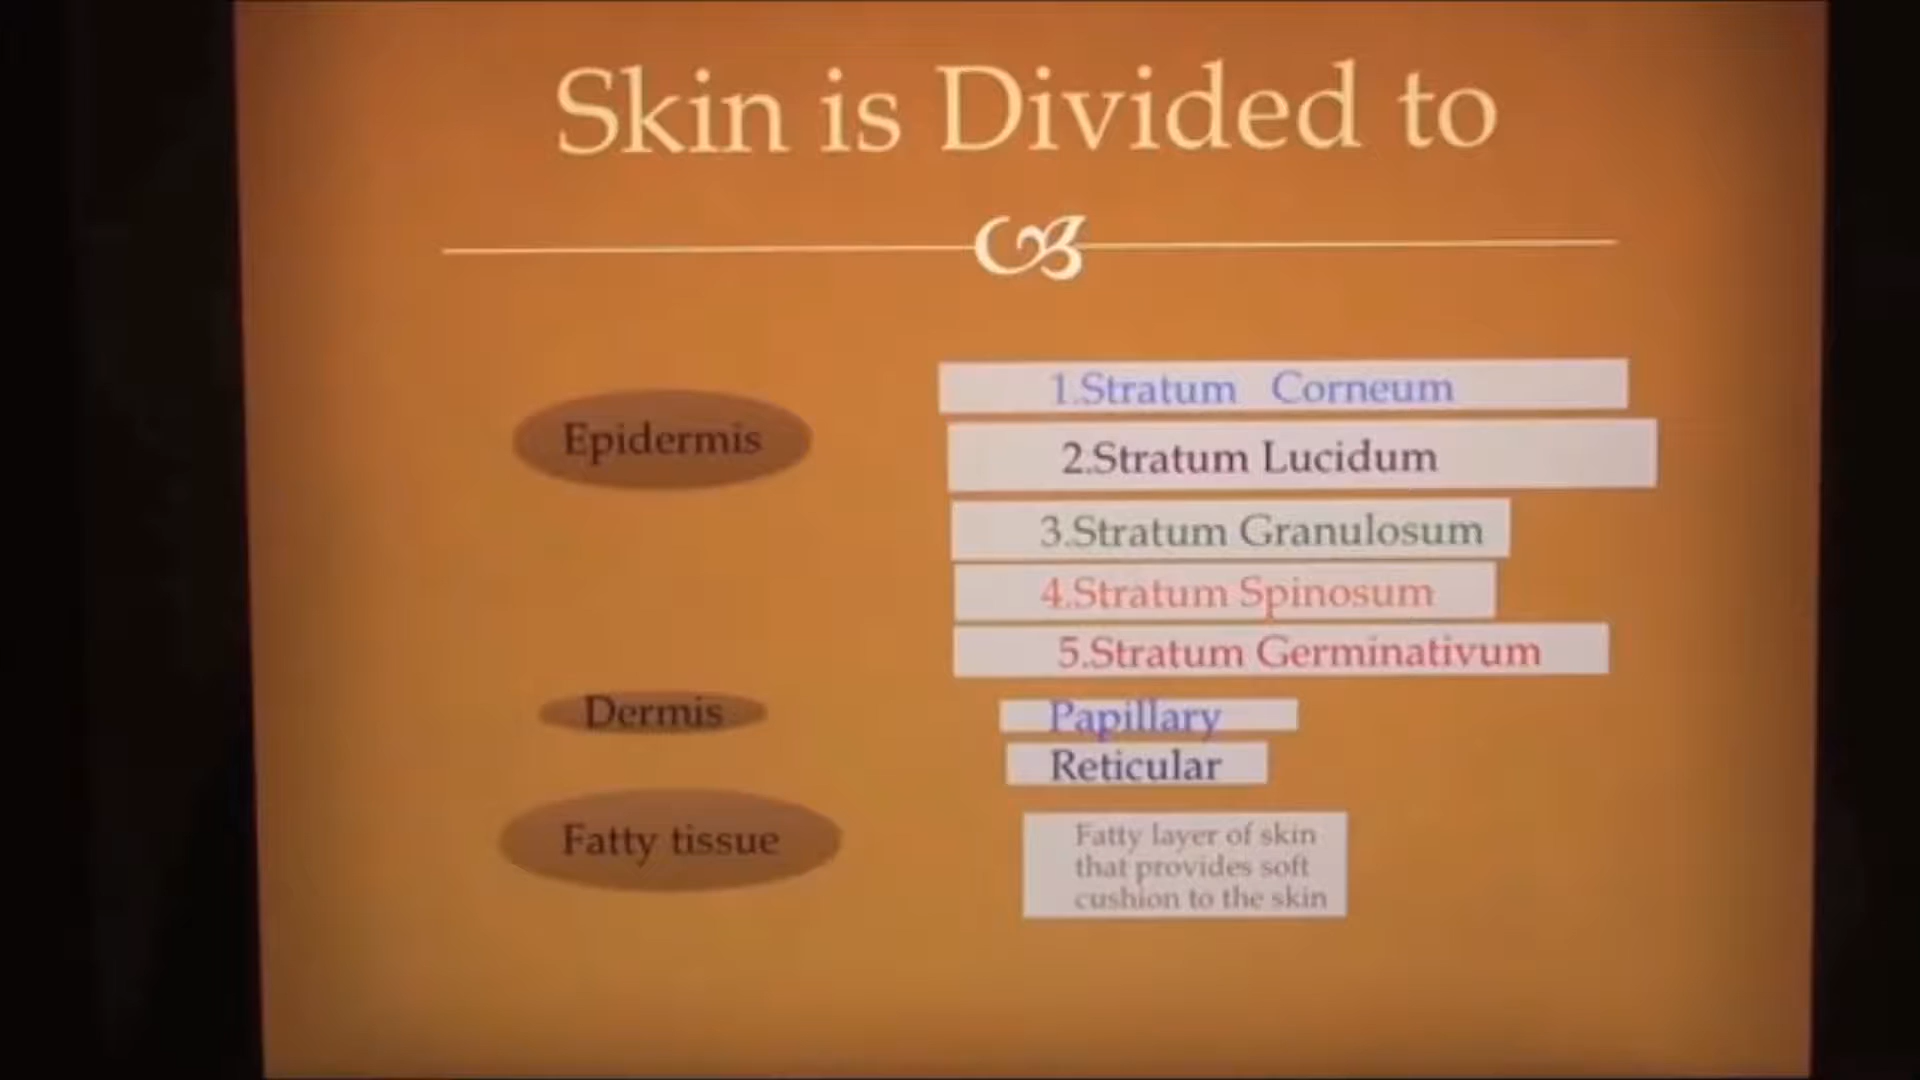 Skin is Divided to
Epidermis
1.Stratum Corneum
2.Stratum Lucidum
3.Stratum Granulosum
4.Stratum Spinosum
5.Stratum Germinativum
Dermis
Papillary
Reticular
Fatty tissue
Fatty layer of skin
that provides soft
cushion to the skin